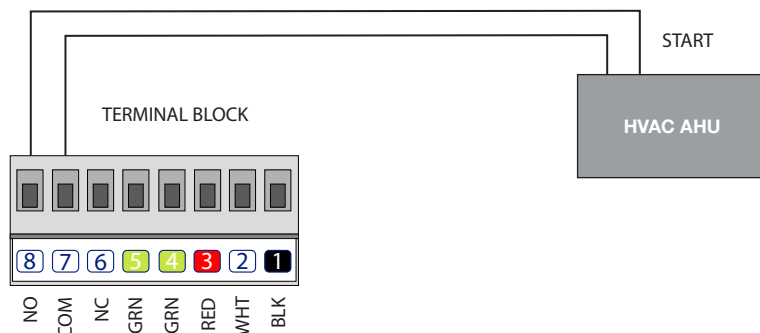 START
HVAC AHU
TERMINAL BLOCK
8 7 6 5 4 3 2 1
NO COM NC GRN GRN RED WHT BLK